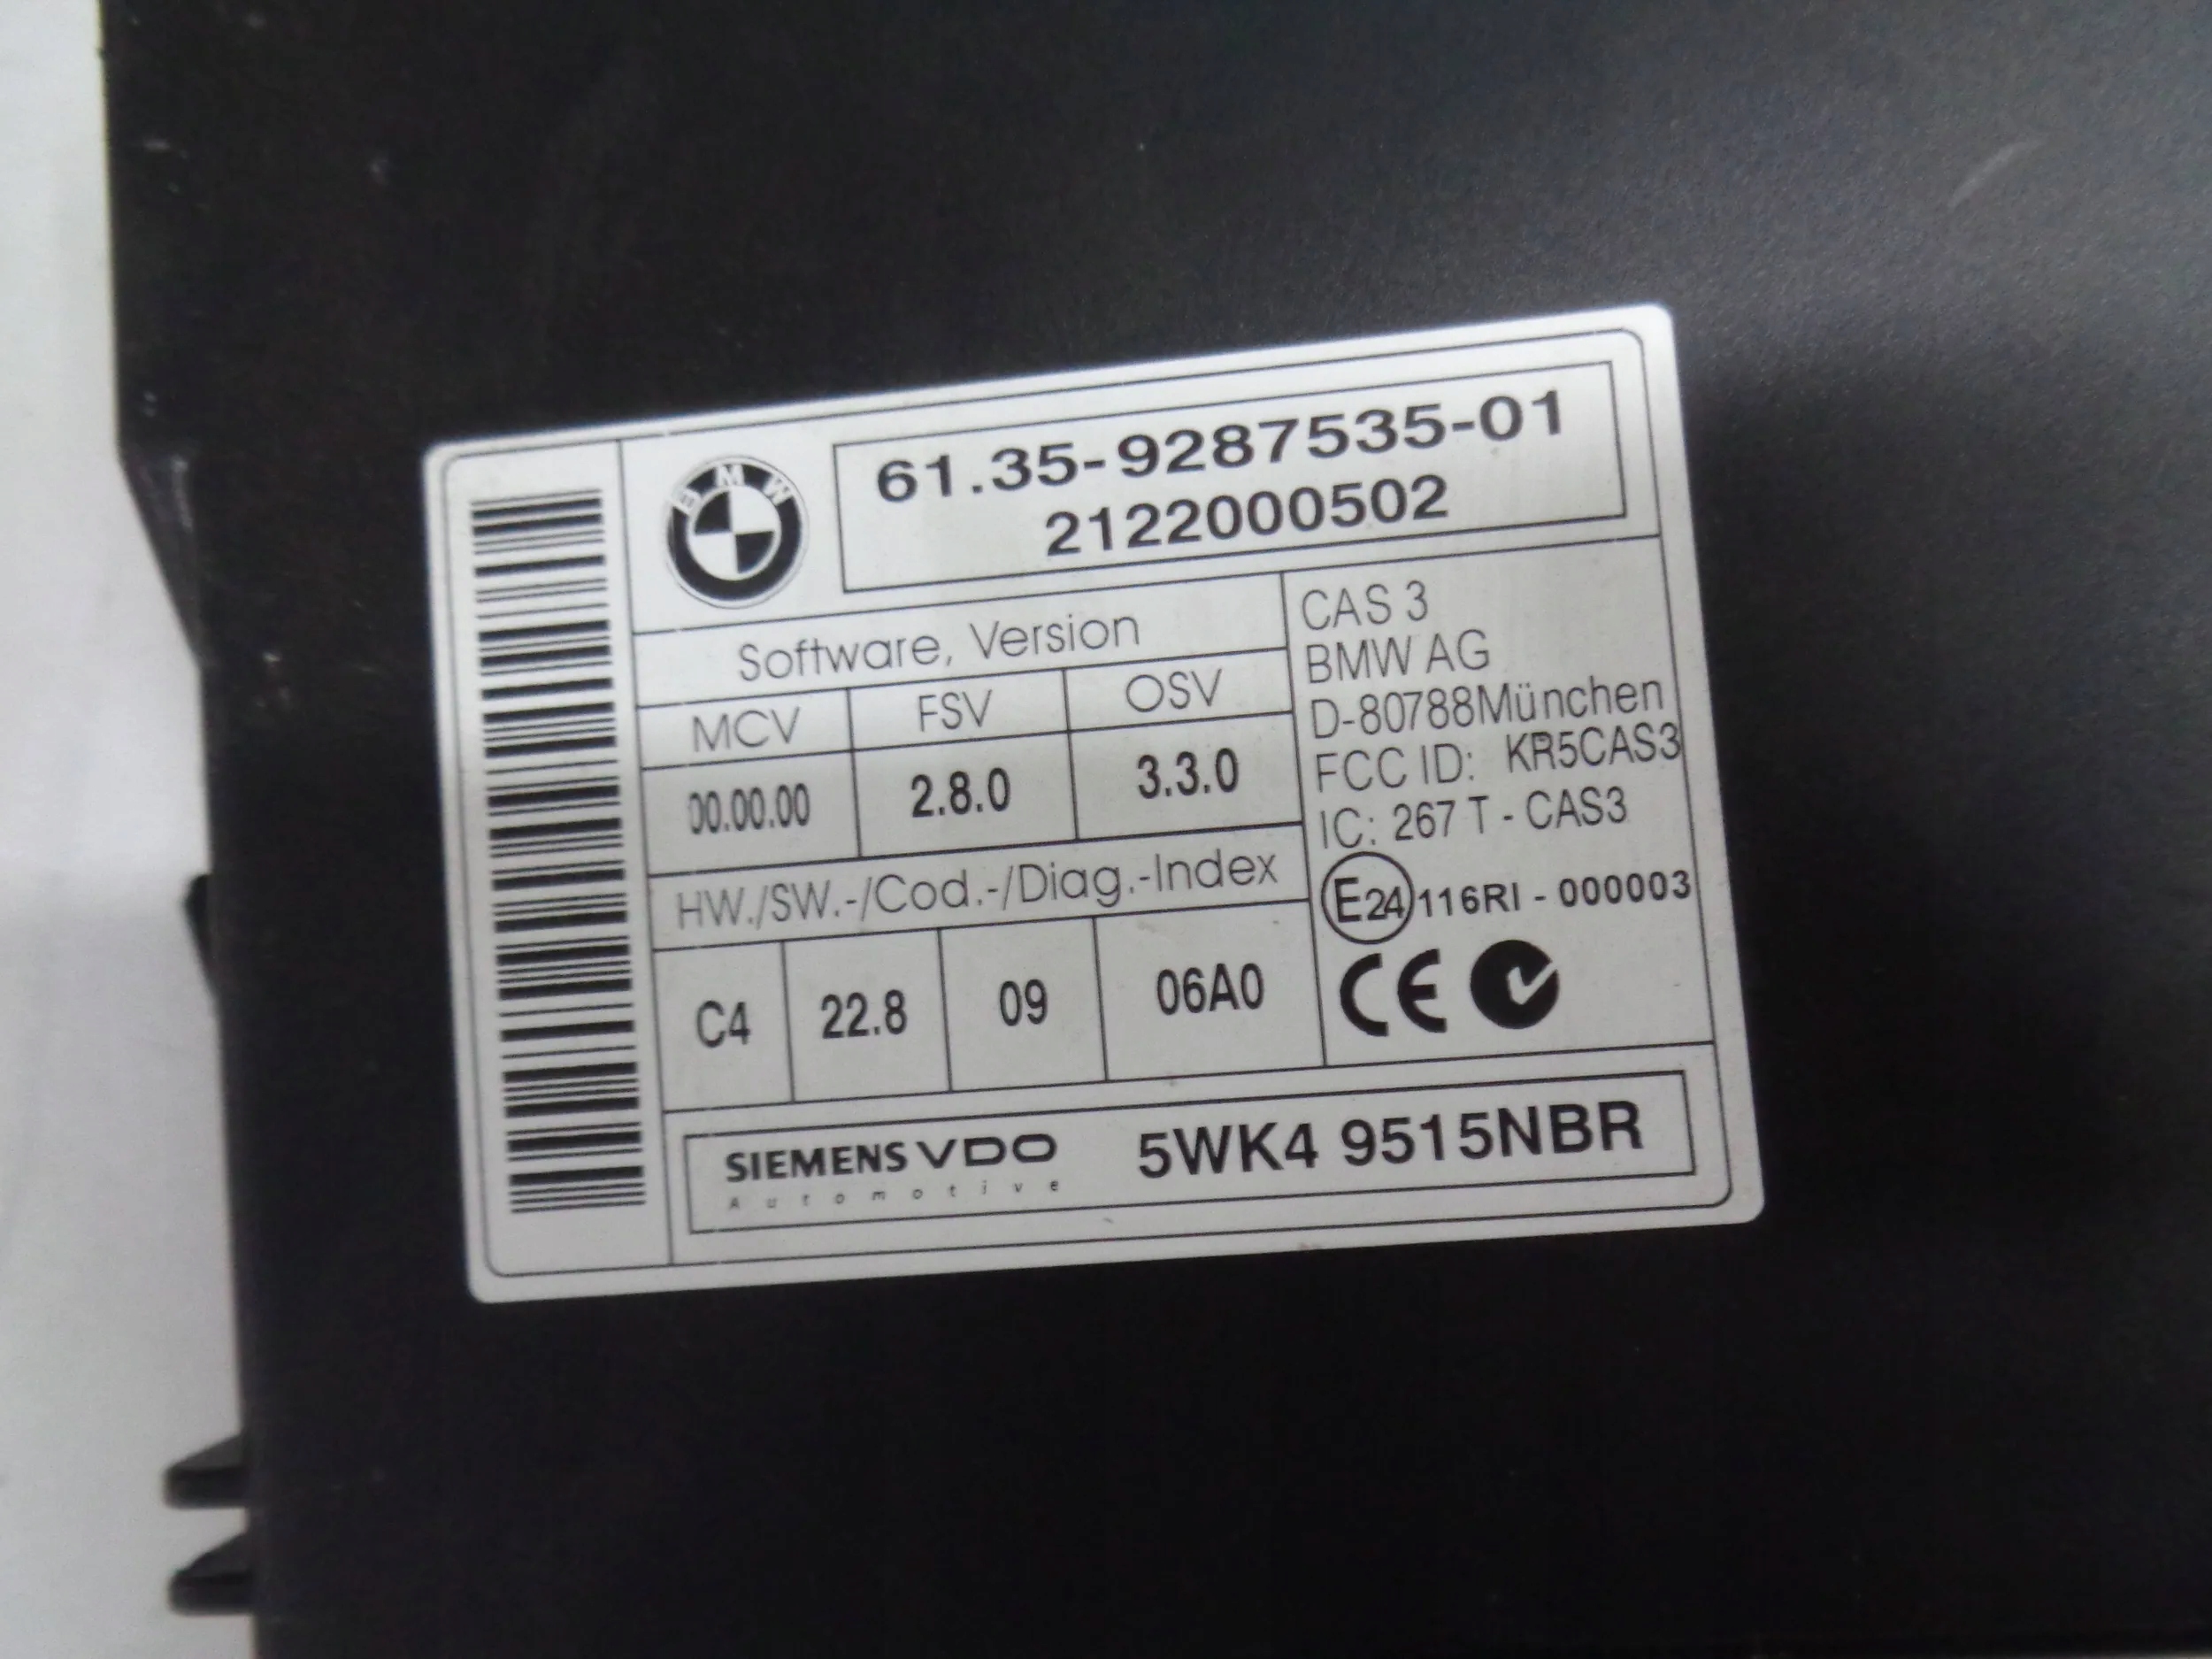 BMW
61.35-9287535-01
2122000502
Software, Version
MCV FSV OSV
00.00.00 2.8.0 3.3.0
HW./SW.-/Cod.-/Diag.-Index
C4 22.8 09 06A0
CAS 3
BMW AG
D-80788München
FCC ID: KR5CAS3
IC: 267 T - CAS3
E24 116RI - 000003
CE
SIEMENS VDO
Automotive
5WK4 9515NBR